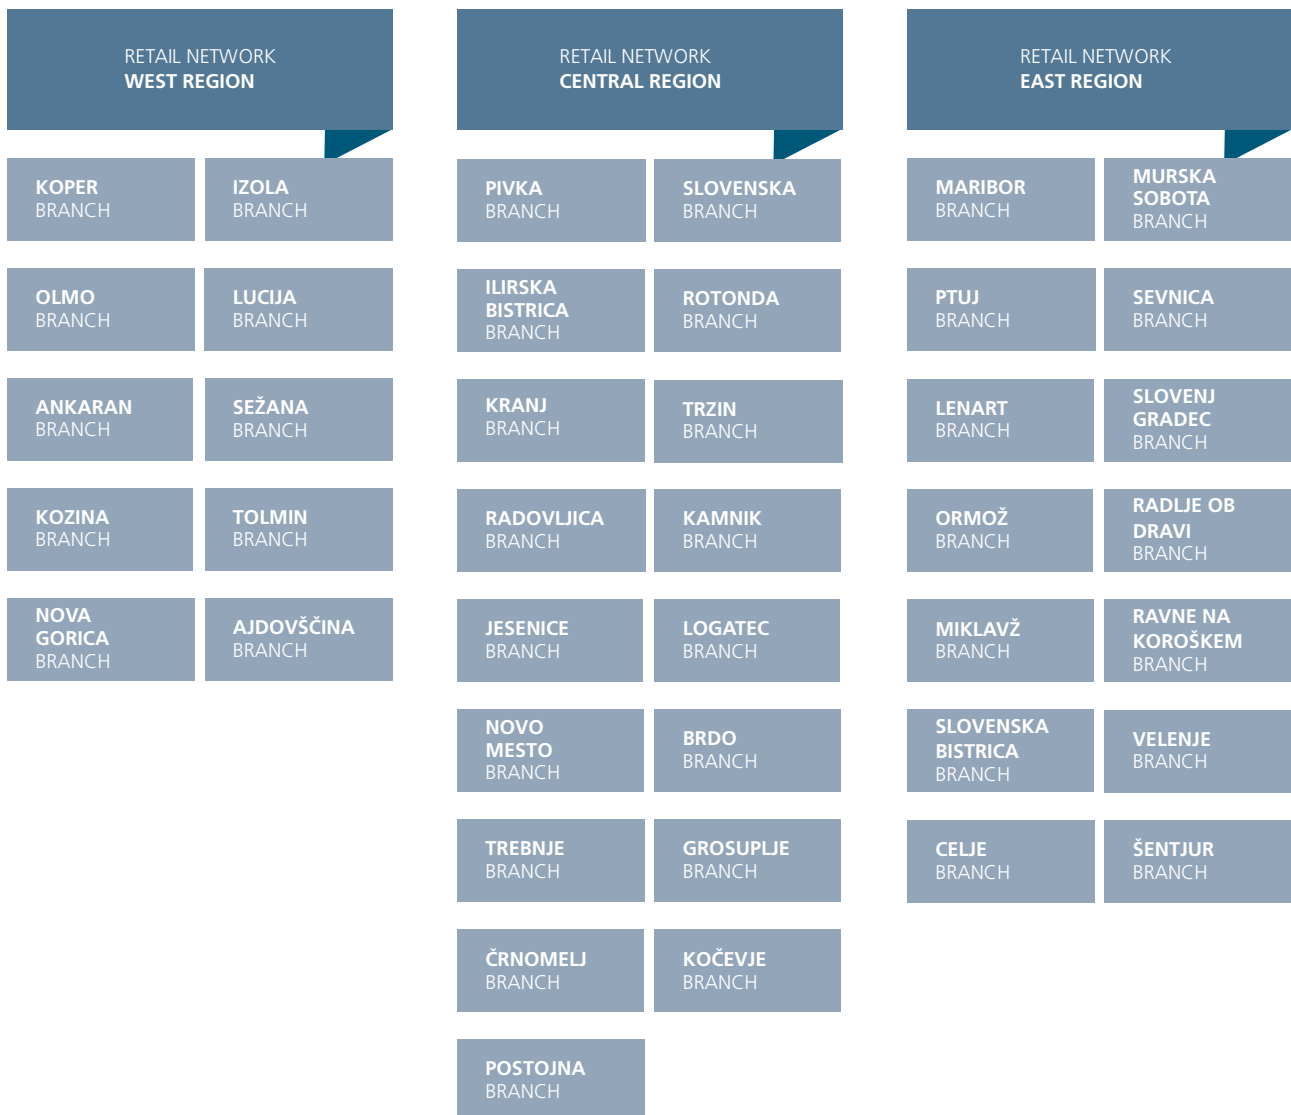 RETAIL NETWORK
WEST REGION
KOPER
BRANCH
IZOLA
BRANCH
OLMO
BRANCH
LUCIJA
BRANCH
ANKARAN
BRANCH
SEŽANA
BRANCH
KOZINA
BRANCH
TOLMIN
BRANCH
NOVA
GORICA
BRANCH
AJDOVŠČINA
BRANCH
RETAIL NETWORK
CENTRAL REGION
PIVKA
BRANCH
SLOVENSKA
BRANCH
ILIRSKA
BISTRICA
BRANCH
ROTONDA
BRANCH
KRANJ
BRANCH
TRZIN
BRANCH
RADOVLJICA
BRANCH
KAMNIK
BRANCH
JESENICE
BRANCH
LOGATEC
BRANCH
NOVO
MESTO
BRANCH
BRDO
BRANCH
TREBNJE
BRANCH
GROSUPLJE
BRANCH
ČRNOMELJ
BRANCH
KOČEVJE
BRANCH
POSTOJNA
BRANCH
RETAIL NETWORK
EAST REGION
MARIBOR
BRANCH
MURSKA
SOBOTA
BRANCH
PTUJ
BRANCH
SEVNICA
BRANCH
LENART
BRANCH
SLOVENJ
GRADEC
BRANCH
ORMOŽ
BRANCH
RADLJE OB
DRAVI
BRANCH
MIKLAVŽ
BRANCH
RAVNE NA
KOROŠKEM
BRANCH
SLOVENSKA
BISTRICA
BRANCH
VELENJE
BRANCH
CELJE
BRANCH
ŠENTJUR
BRANCH